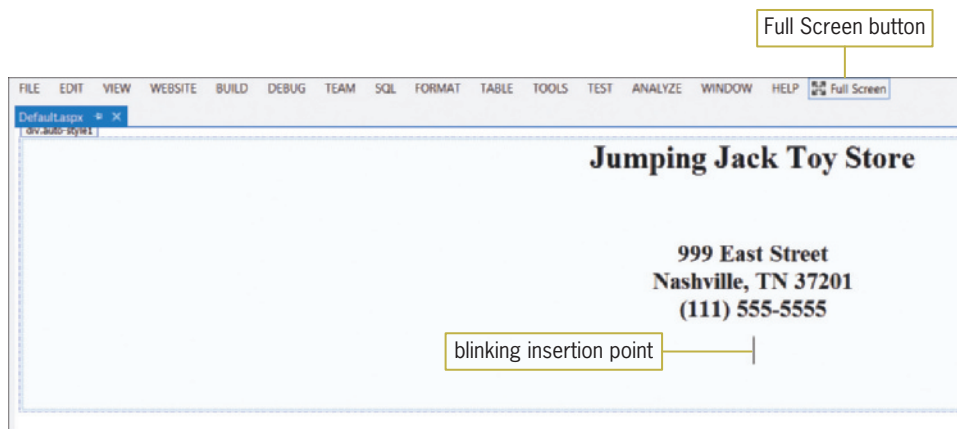 Full Screen button
FILE EDIT VIEW WEBSITE BUILD DEBUG TEAM SQL FORMAT TABLE TOOLS TEST ANALYZE WINDOW HELP Full Screen
Default.aspx
div.auto-style1
Jumping Jack Toy Store
999 East Street
Nashville, TN 37201
(111) 555-5555
blinking insertion point